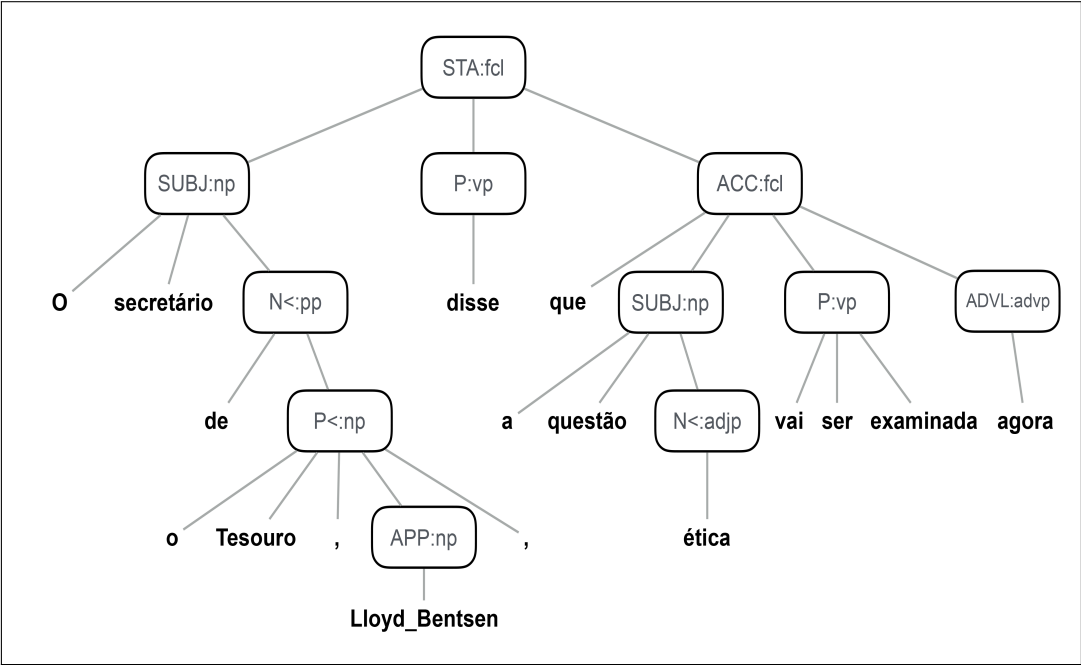 STA:fcl
SUBJ:np P:vp ACC:fcl
O secretário N<:pp disse que SUBJ:np P:vp ADVL:advp
de P<:np a questão N<:adjp vai ser examinada agora
o Tesouro , APP:np , ética
Lloyd_Bentsen